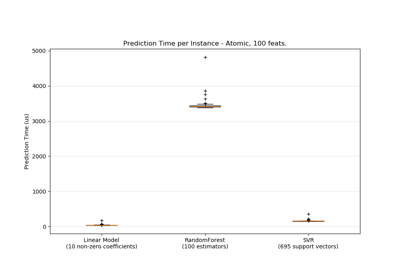 Prediction Time per Instance - Atomic, 100 feats.
5000
4000
3000
2000
1000
0
Prediction Time (us)
Linear Model
(10 non-zero coefficients)
RandomForest
(100 estimators)
SVR
(695 support vectors)